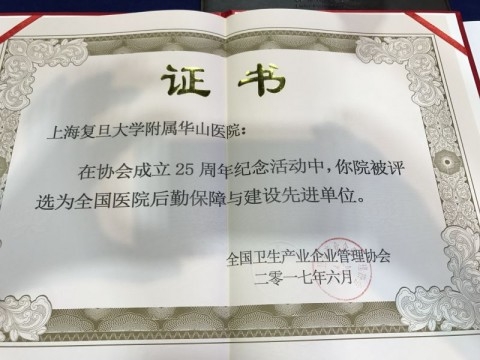 证书
上海复旦大学附属华山医院：
在协会成立25周年纪念活动中，你院被评
选为全国医院后勤保障与建设先进单位。
全国卫生产业企业管理协会
二零一七年六月